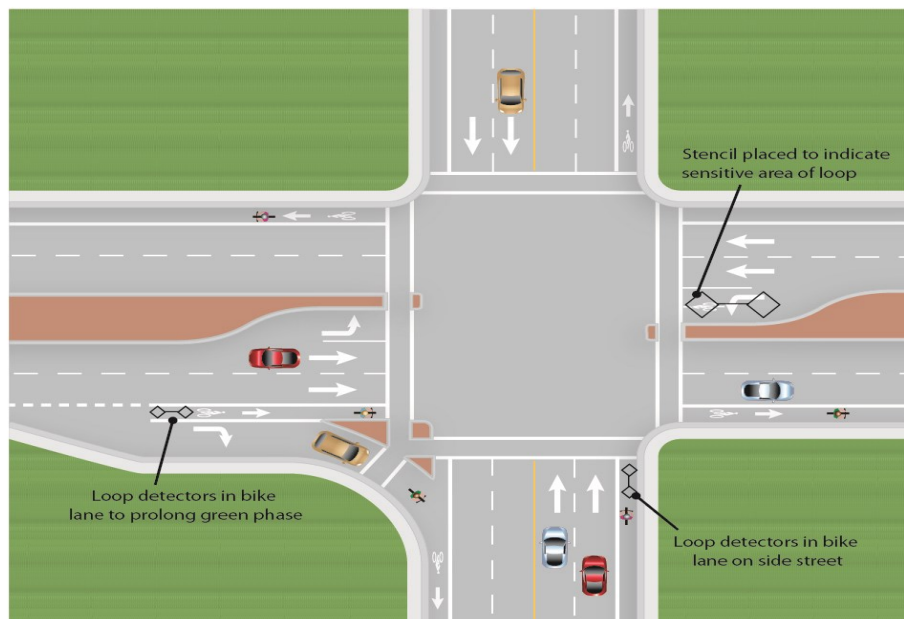 Stencil placed to indicate
sensitive area of loop
Loop detectors in bike
lane to prolong green phase
Loop detectors in bike
lane on side street